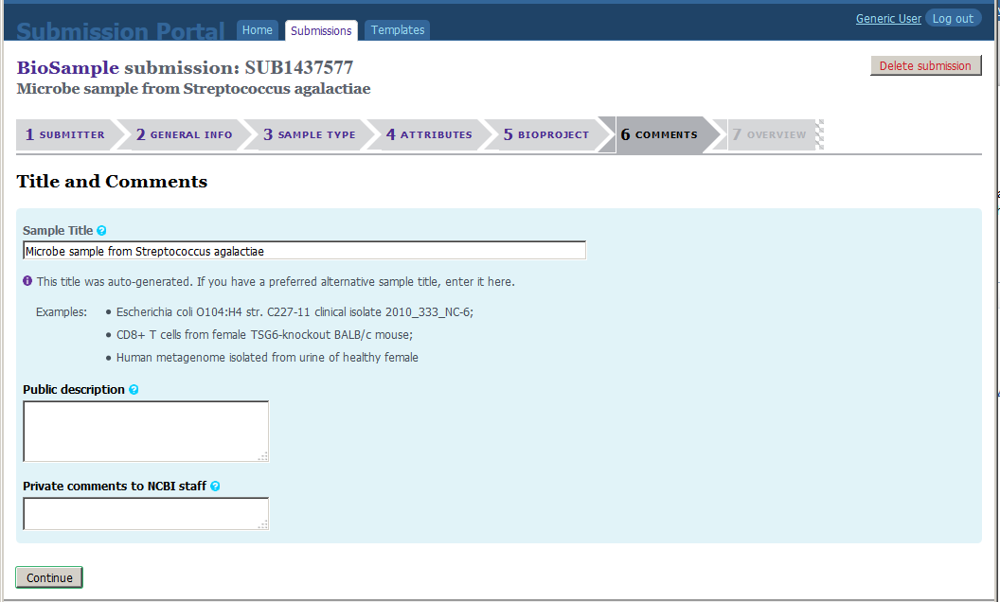 Submission Portal Home Submissions Templates Generic User Log out
BioSample submission: SUB1437577 Delete submission
Microbe sample from Streptococcus agalactiae
1 SUBMITTER 2 GENERAL INFO 3 SAMPLE TYPE 4 ATTRIBUTES 5 BIOPROJECT 6 COMMENTS 7 OVERVIEW
Title and Comments
Sample Title ?
Microbe sample from Streptococcus agalactiae
This title was auto-generated. If you have a preferred alternative sample title, enter it here.
Examples: • Escherichia coli O104:H4 str. C227-11 clinical isolate 2010_333_NC-6;
• CD8+ T cells from female TSG6-knockout BALB/c mouse;
• Human metagenome isolated from urine of healthy female
Public description ?
Private comments to NCBI staff ?
Continue